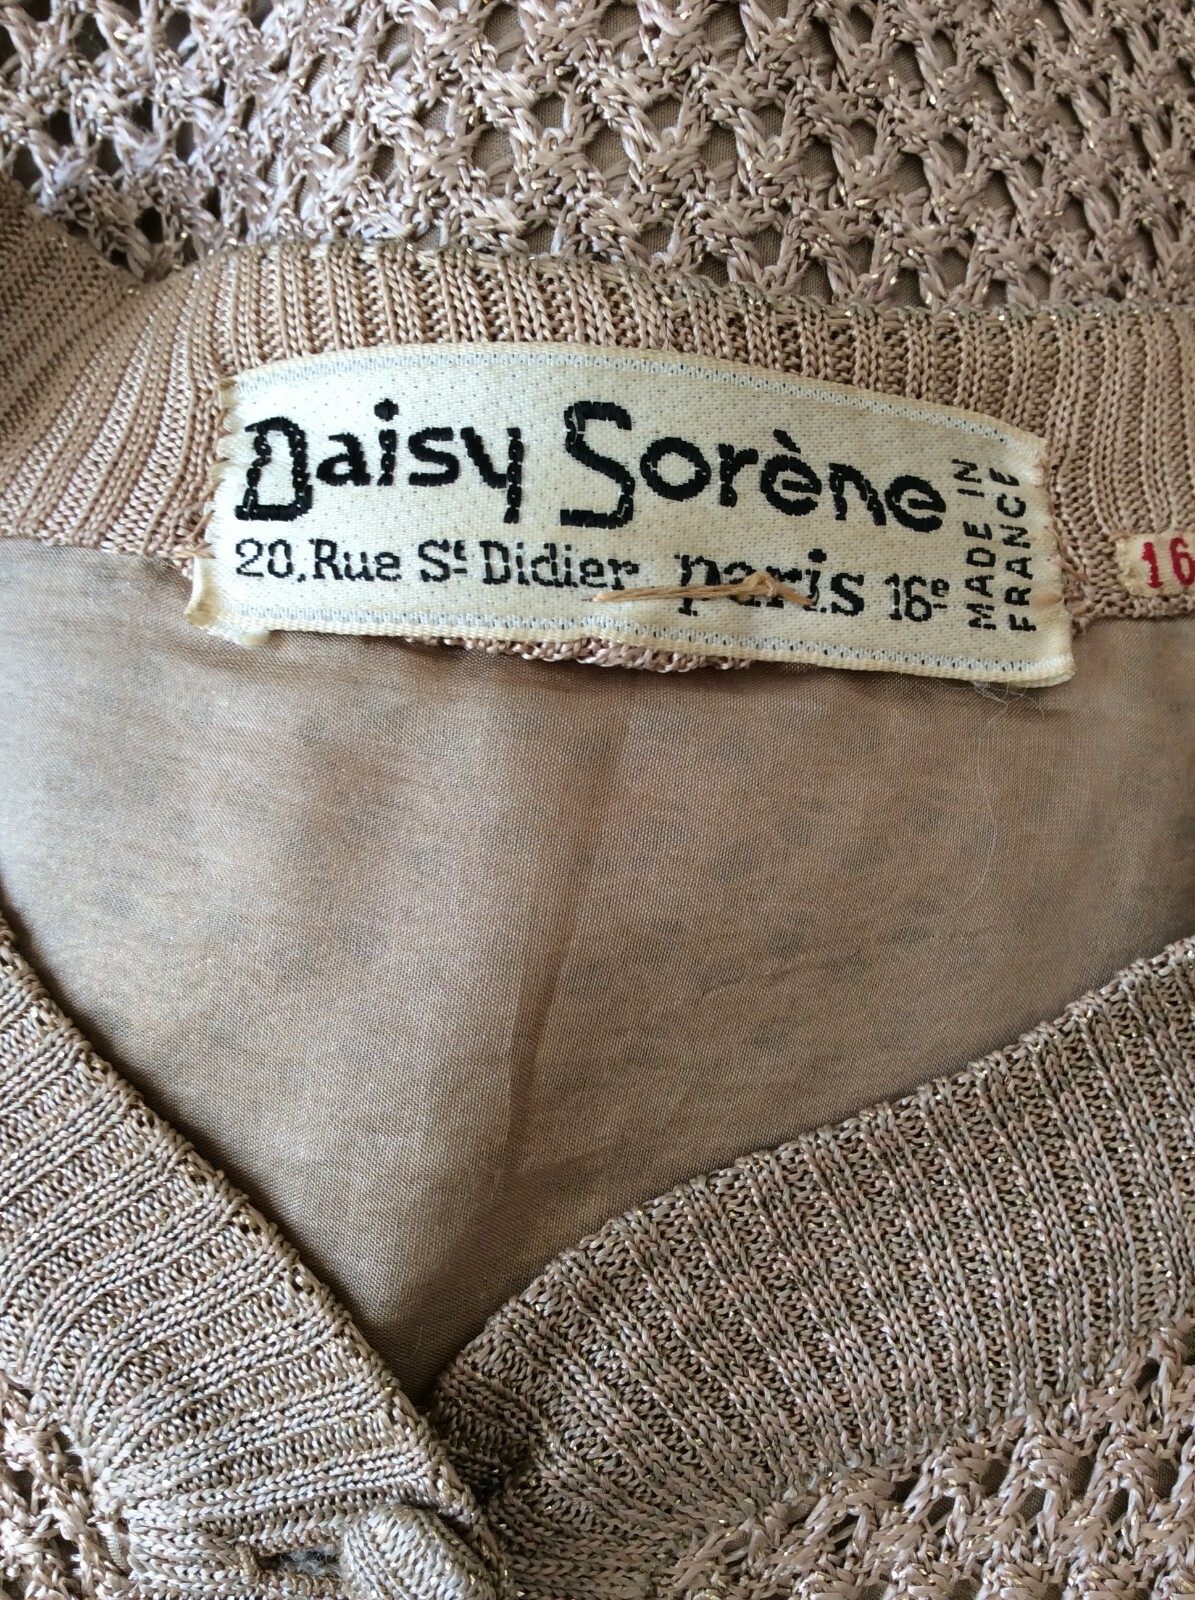 Daisy Sorène
20, Rue St Didier paris 16e
MADE IN
FRANCE
16